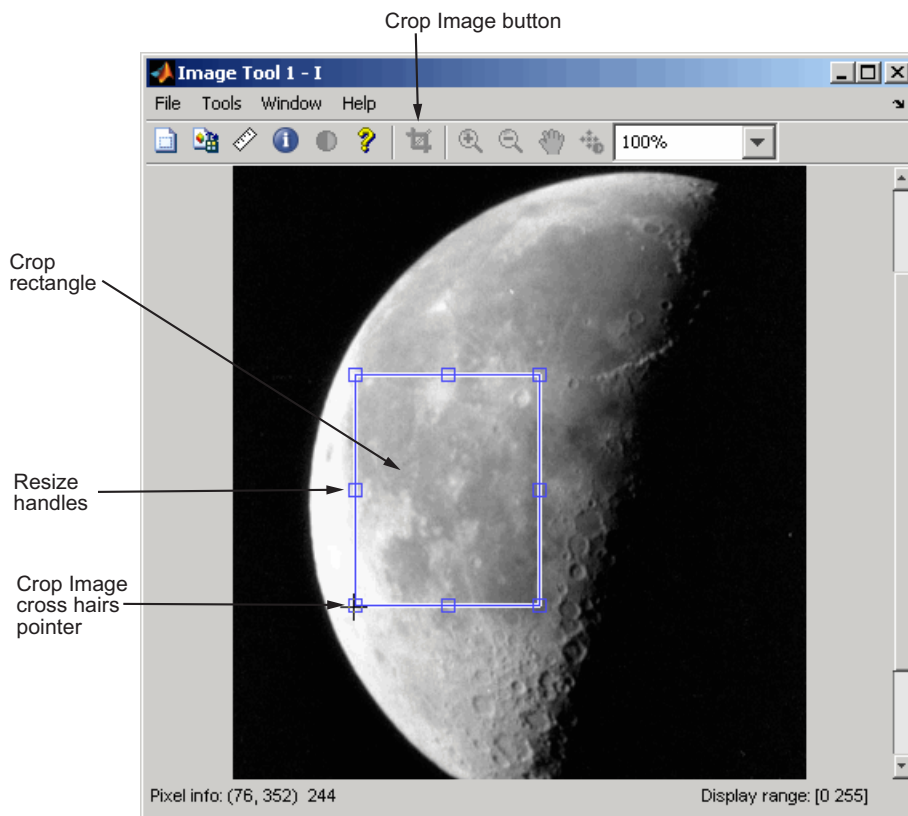 Crop Image button
Image Tool 1 - I
File Tools Window Help
100%
Crop
rectangle
Resize
handles
Crop Image
cross hairs
pointer
Pixel info: (76, 352) 244
Display range: [0 255]